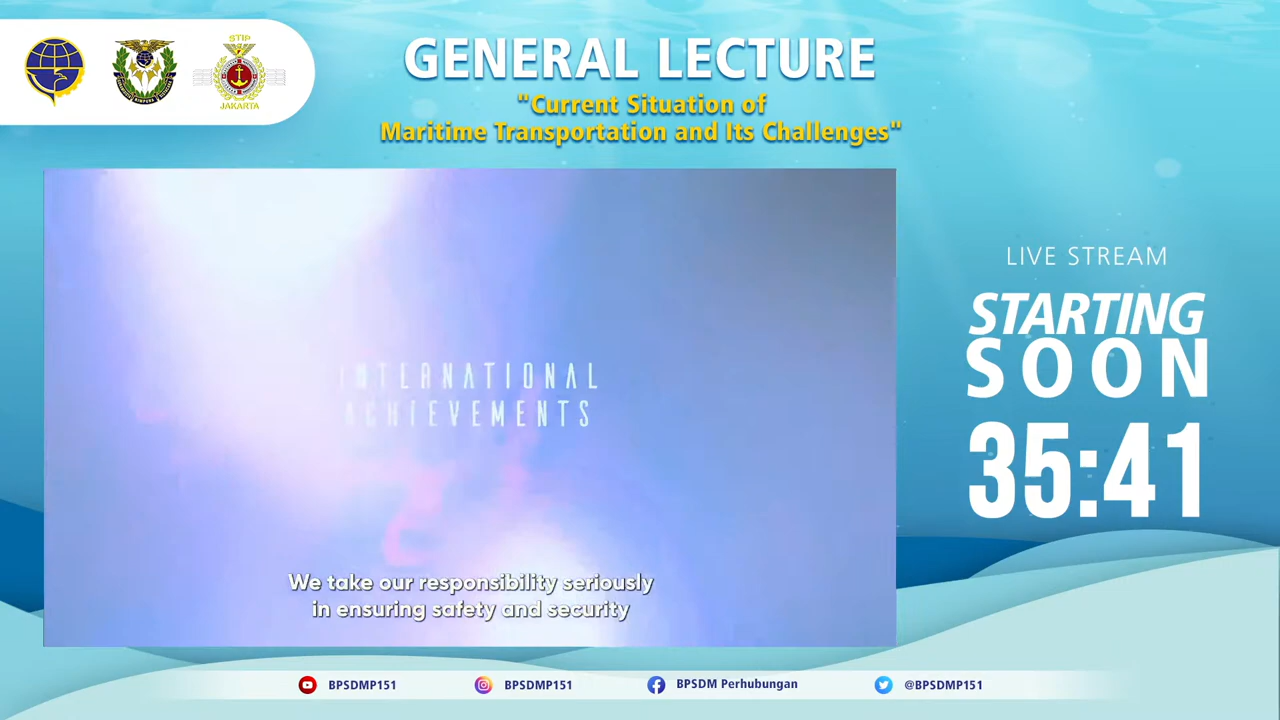 STIP
JAKARTA
GENERAL LECTURE
"Current Situation of
Maritime Transportation and Its Challenges"
INTERNATIONAL
ACHIEVEMENTS
We take our responsibility seriously
in ensuring safety and security
LIVE STREAM
STARTING
SOON
35:41
BPSDMP151
BPSDMP151
BPSDM Perhubungan
@BPSDMP151